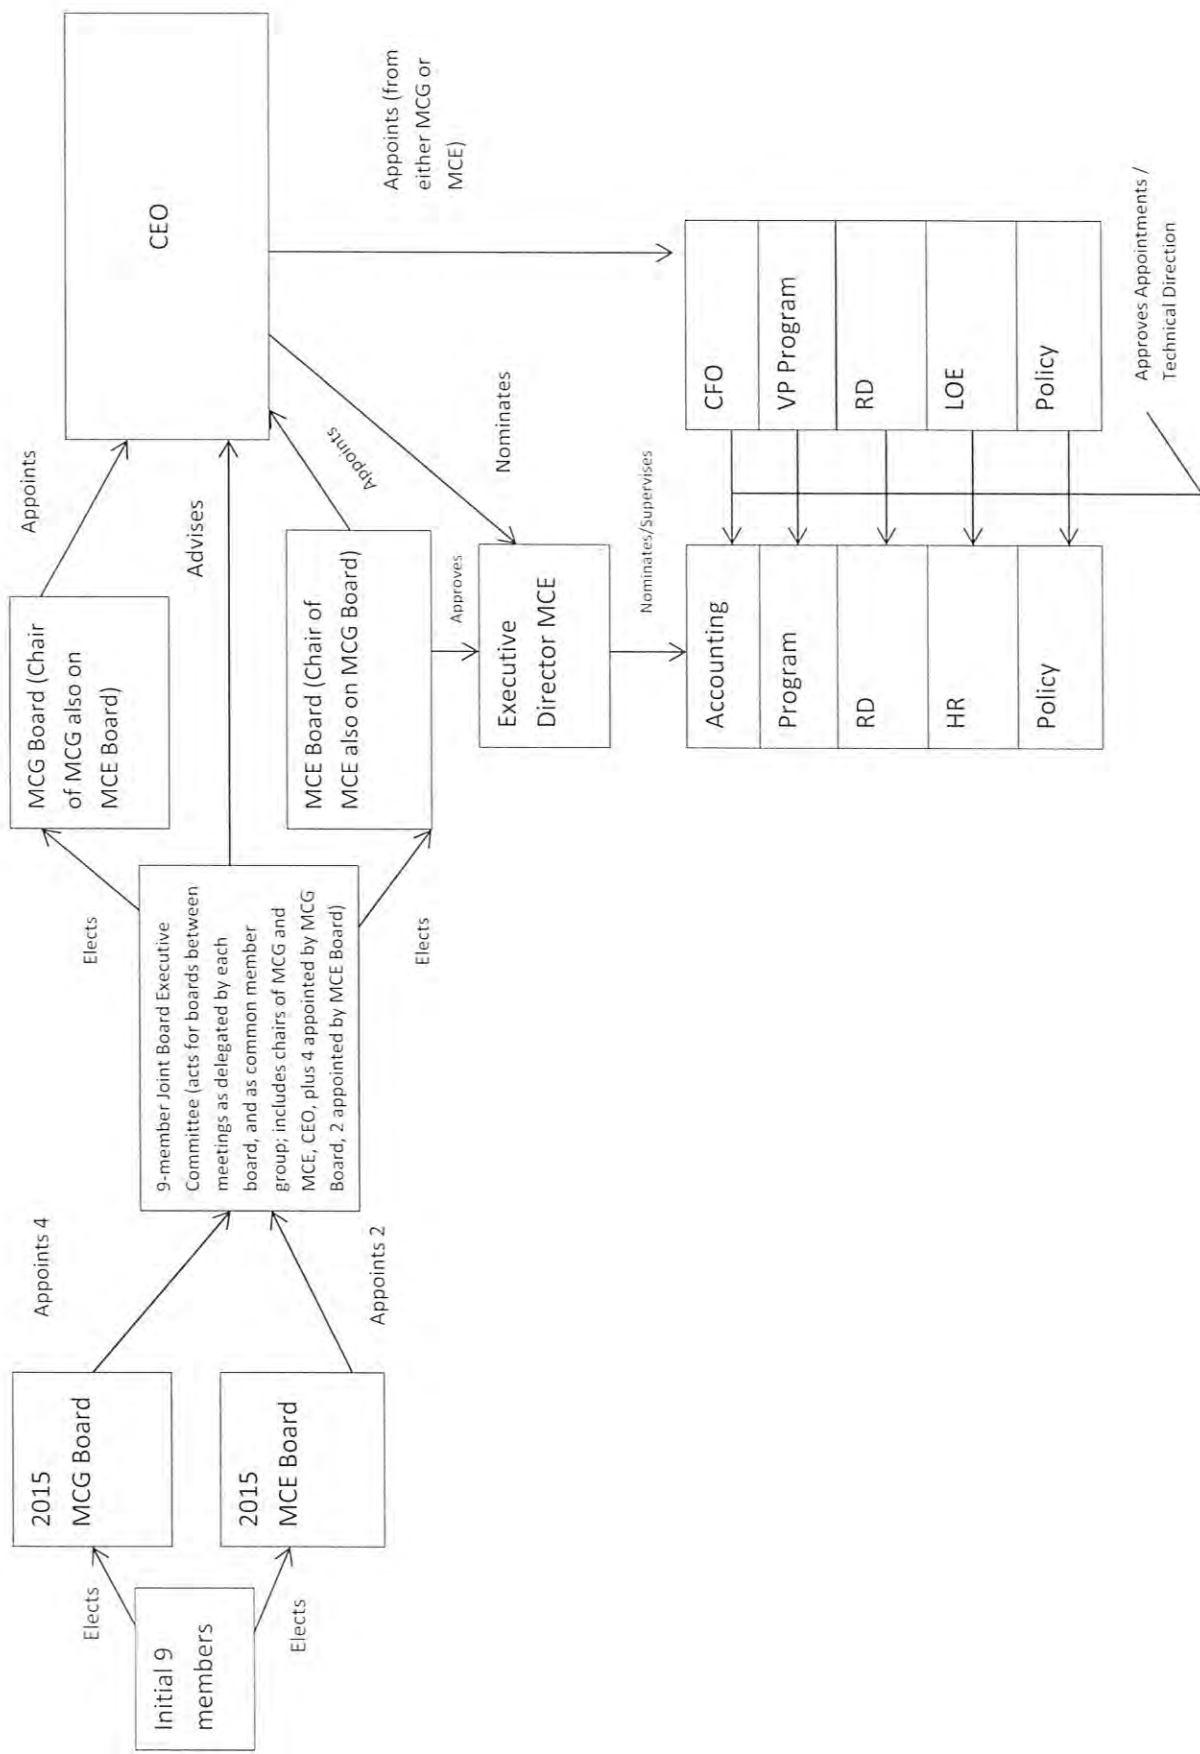 Initial 9
members
Elects
Elects
2015
MCG Board
2015
MCE Board
Appoints 4
Appoints 2
9-member Joint Board Executive
Committee (acts for boards between
meetings as delegated by each
board, and as common member
group; includes chairs of MCG and
MCE, CEO, plus 4 appointed by MCG
Board, 2 appointed by MCE Board)
Elects
Elects
MCG Board (Chair
of MCG also on
MCE Board)
MCE Board (Chair of
MCE also on MCG Board)
Appoints
Advises
Appoints
CEO
Approves
Nominates
Appoints (from
either MCG or
MCE)
Executive
Director MCE
Nominates/Supervises
Accounting
Program
RD
HR
Policy
CFO
VP Program
RD
LOE
Policy
Approves Appointments /
Technical Direction